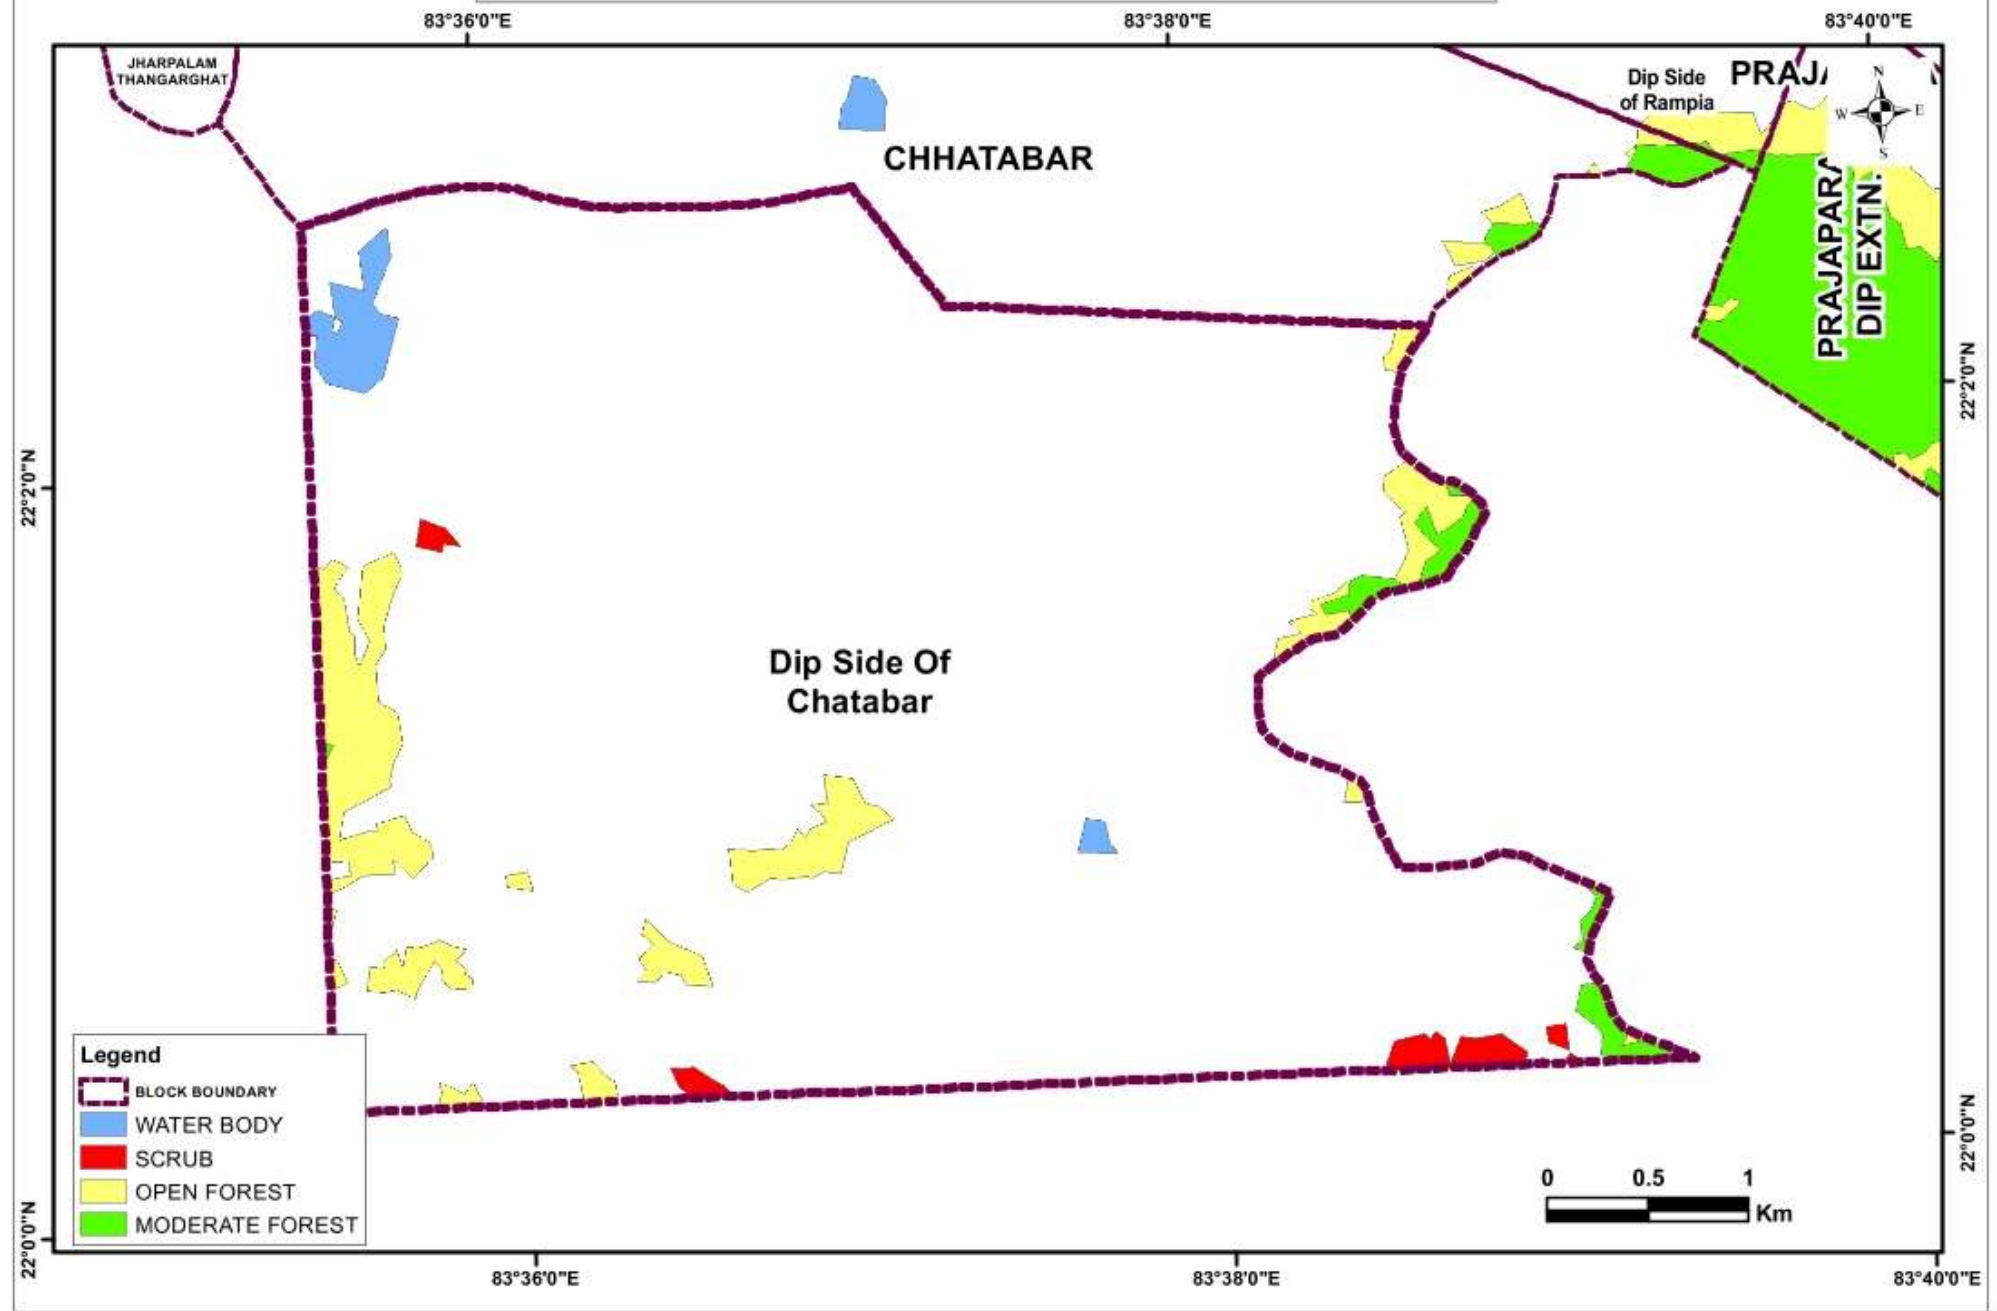 83°36'0"E
83°38'0"E
83°40'0"E
JHARPALAM
THANGARGHAT
Dip Side
of Rampia
N
W
E
S
CHHATABAR
PRAJAPARA
DIP EXTN.
22°2'0"N
22°2'0"N
Dip Side Of
Chatabar
Legend
BLOCK BOUNDARY
WATER BODY
SCRUB
OPEN FOREST
MODERATE FOREST
0 0.5 1
Km
22°0'0"N
22°0'0"N
83°36'0"E
83°38'0"E
83°40'0"E